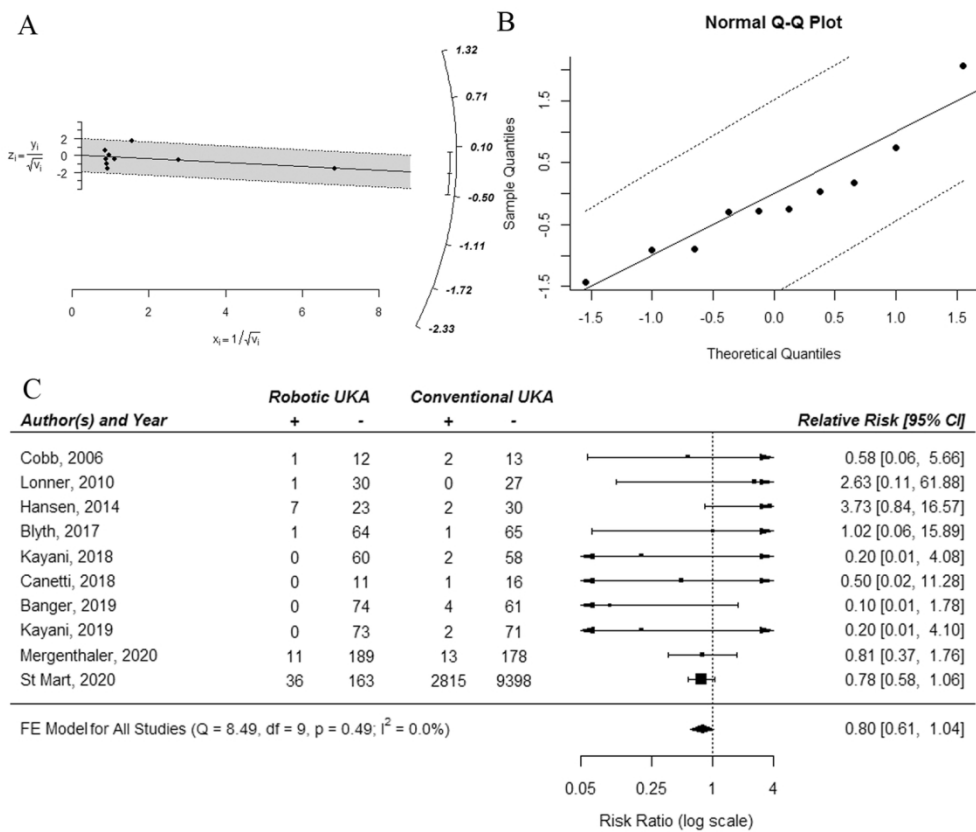 A
1.32
0.71
0.10
-0.50
-1.11
-1.72
-2.33
zᵢ = yᵢ / √vᵢ
2
0
-2
0 2 4 6 8
xᵢ = 1/√vᵢ
B
Normal Q-Q Plot
Sample Quantiles
1.5
0.5
-0.5
-1.5
-1.5 -1.0 -0.5 0.0 0.5 1.0 1.5
Theoretical Quantiles
C
Robotic UKA Conventional UKA
Author(s) and Year + - + - Relative Risk [95% CI]
Cobb, 2006 1 12 2 13 0.58 [0.06, 5.66]
Lonner, 2010 1 30 0 27 2.63 [0.11, 61.88]
Hansen, 2014 7 23 2 30 3.73 [0.84, 16.57]
Blyth, 2017 1 64 1 65 1.02 [0.06, 15.89]
Kayani, 2018 0 60 2 58 0.20 [0.01, 4.08]
Canetti, 2018 0 11 1 16 0.50 [0.02, 11.28]
Banger, 2019 0 74 4 61 0.10 [0.01, 1.78]
Kayani, 2019 0 73 2 71 0.20 [0.01, 4.10]
Mergenthaler, 2020 11 189 13 178 0.81 [0.37, 1.76]
St Mart, 2020 36 163 2815 9398 0.78 [0.58, 1.06]
FE Model for All Studies (Q = 8.49, df = 9, p = 0.49; I² = 0.0%) 0.80 [0.61, 1.04]
0.05 0.25 1 4
Risk Ratio (log scale)